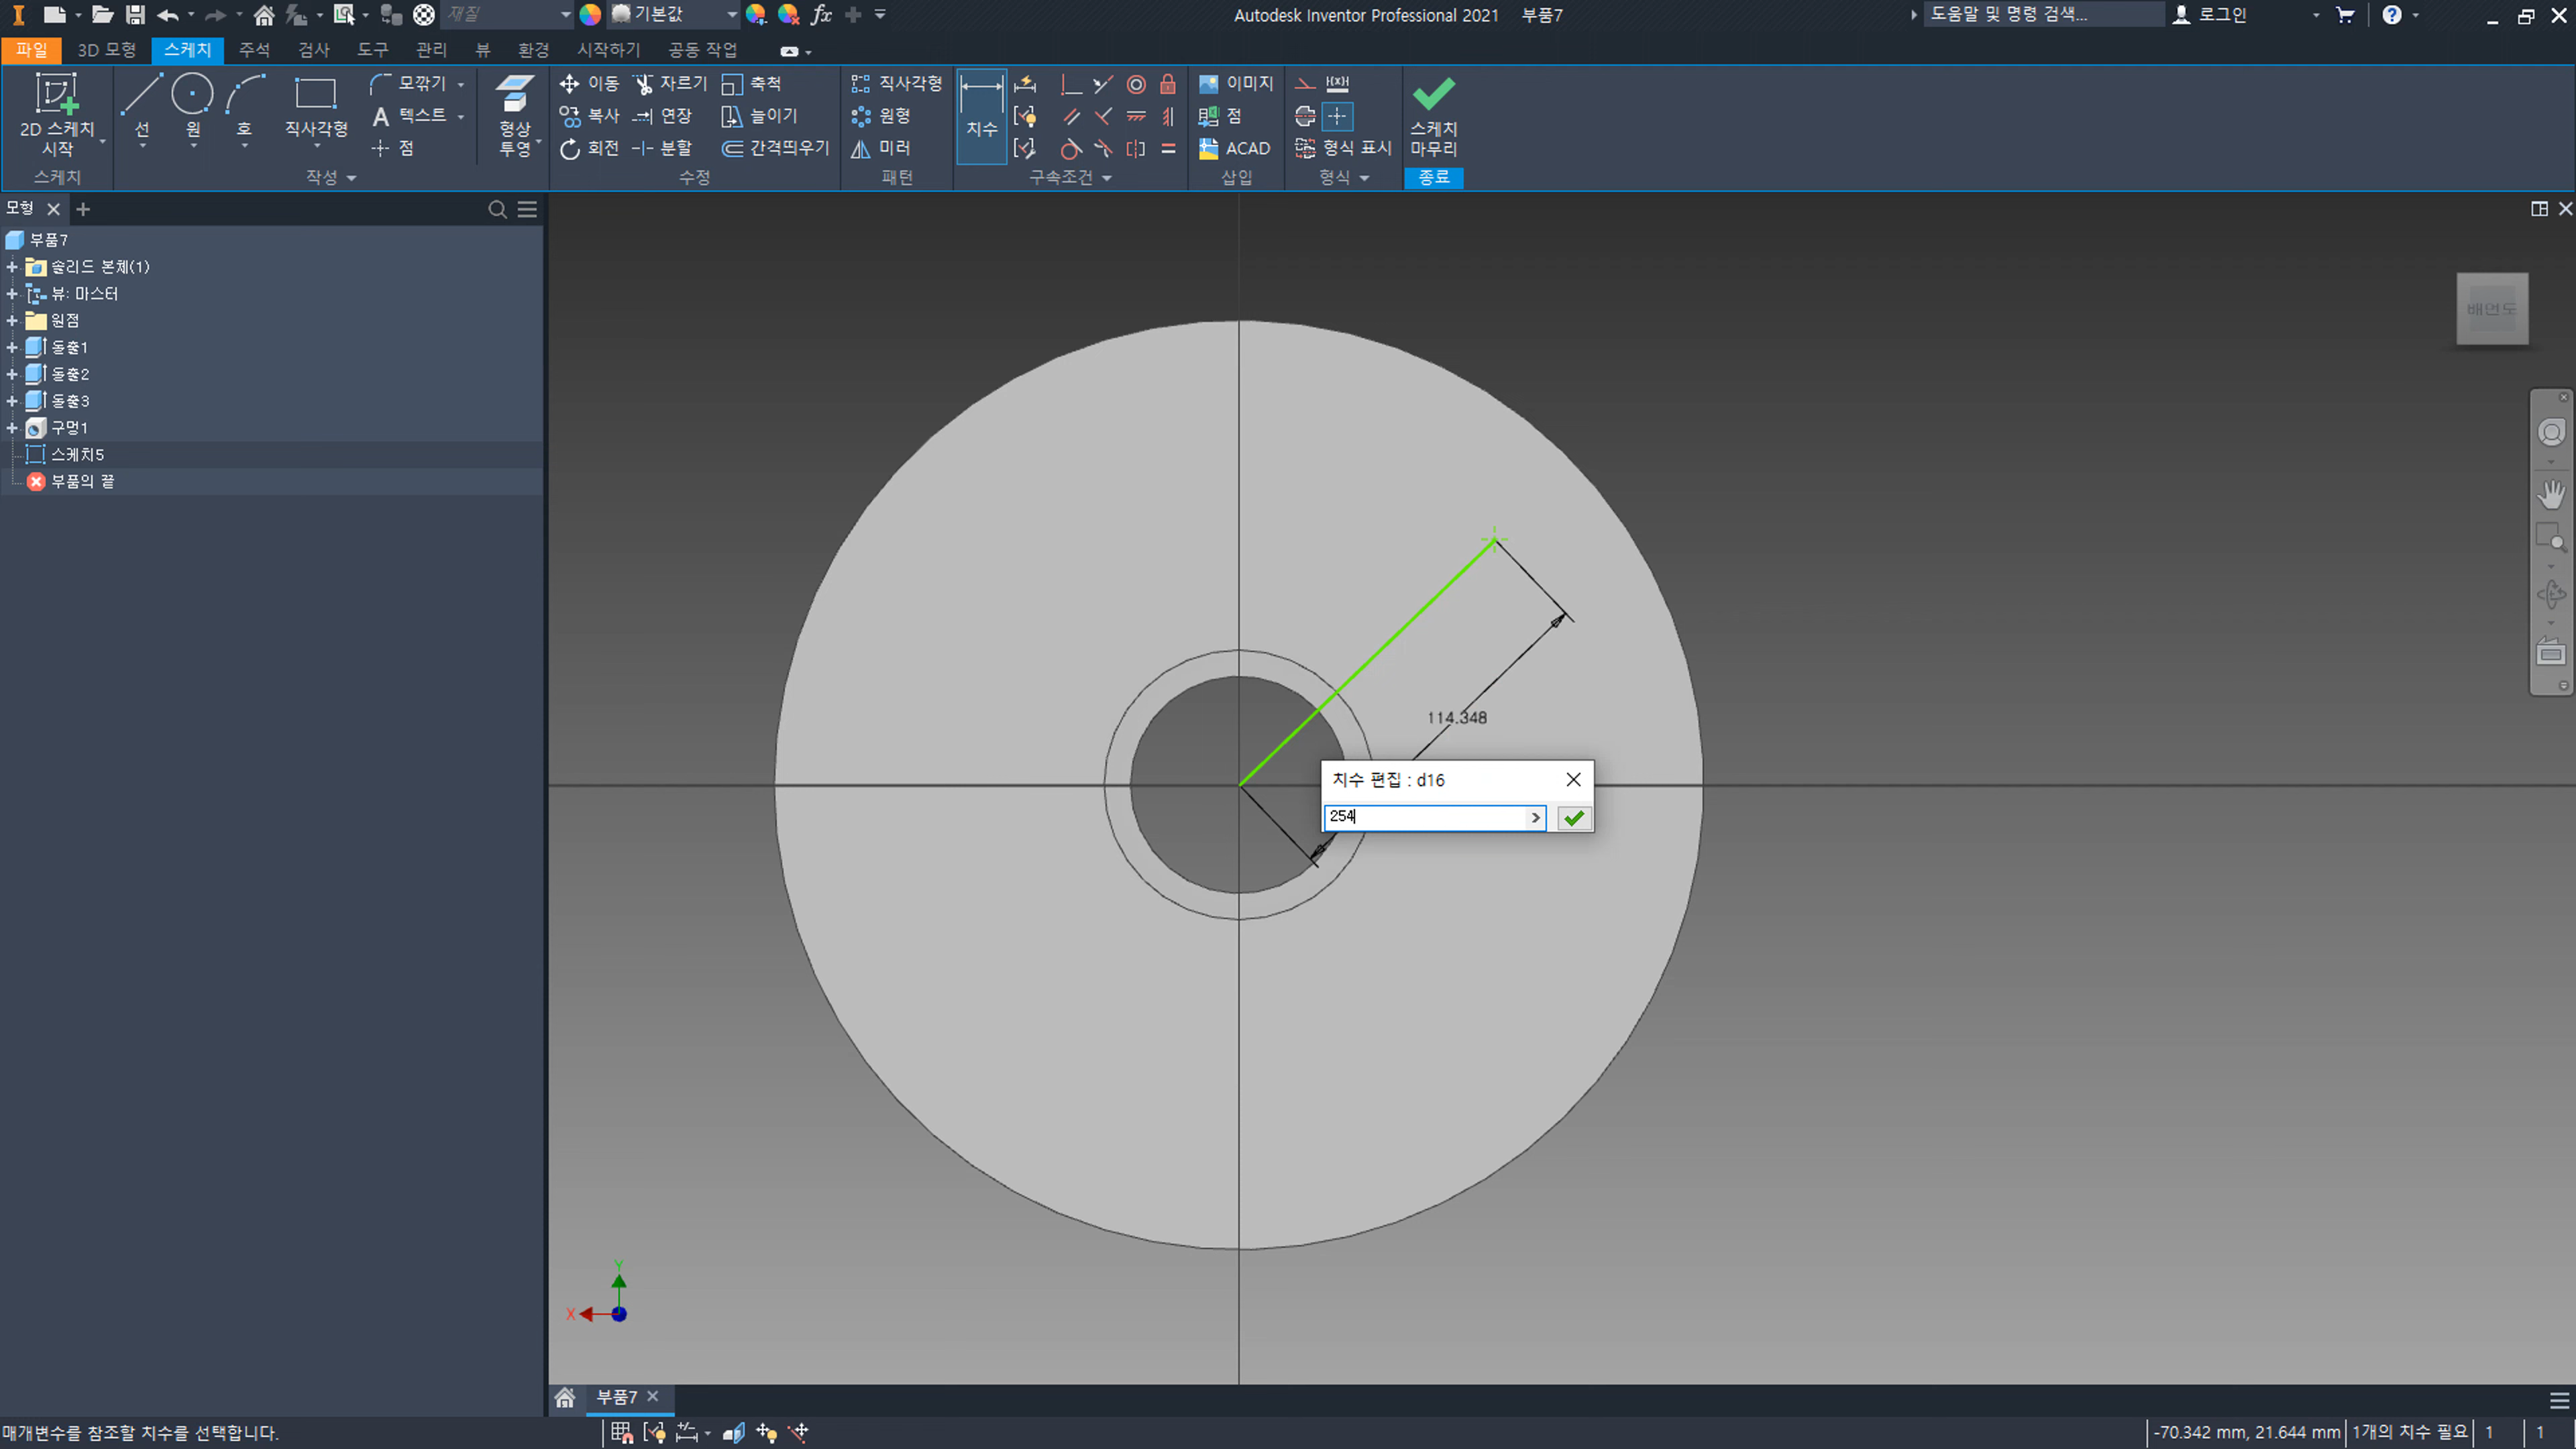 재질
기본값
fx
Autodesk Inventor Professional 2021 부품7
도움말 및 명령 검색...
로그인
파일 3D 모형 스케치 주석 검사 도구 관리 뷰 환경 시작하기 공동 작업
2D 스케치
시작
선
원
호
직사각형
모깎기
텍스트
점
형상
투영
이동 자르기 축척
복사 연장 늘이기
회전 분할 간격띄우기
직사각형
원형
미러
치수
이미지
점
ACAD
형식 표시
스케치
마무리
스케치 작성 수정 패턴 구속조건 삽입 형식 종료
모형
부품7
솔리드 본체(1)
뷰: 마스터
원점
돌출1
돌출2
돌출3
구멍1
스케치5
부품의 끝
배면도
114.348
치수 편집 : d16
254
Y
X
부품7
매개변수를 참조할 치수를 선택합니다.
-70.342 mm, 21.644 mm 1개의 치수 필요 1 1